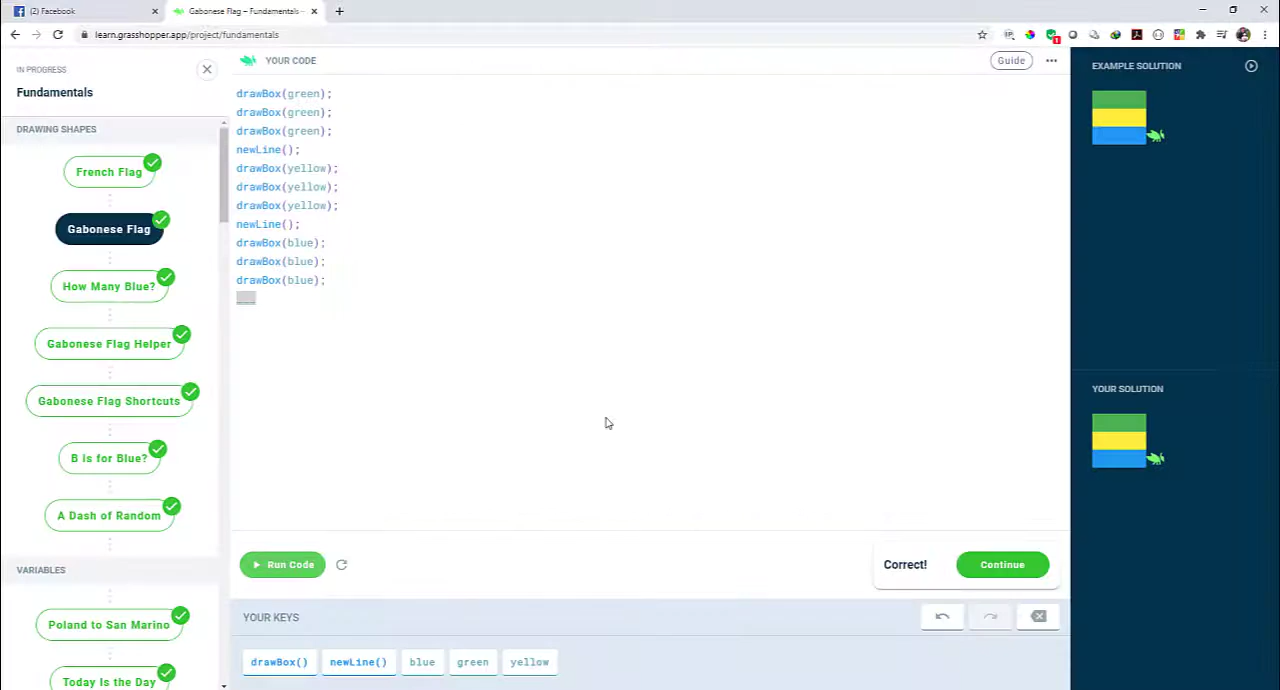 (2) Facebook
Gabonese Flag – Fundamentals –
learn.grasshopper.app/project/fundamentals
IN PROGRESS
Fundamentals
DRAWING SHAPES
French Flag
Gabonese Flag
How Many Blue?
Gabonese Flag Helper
Gabonese Flag Shortcuts
B is for Blue?
A Dash of Random
VARIABLES
Poland to San Marino
Today Is the Day
YOUR CODE
Guide
drawBox(green);
drawBox(green);
drawBox(green);
newLine();
drawBox(yellow);
drawBox(yellow);
drawBox(yellow);
newLine();
drawBox(blue);
drawBox(blue);
drawBox(blue);
Run Code
Correct!
Continue
YOUR KEYS
drawBox() newLine() blue green yellow
EXAMPLE SOLUTION
YOUR SOLUTION